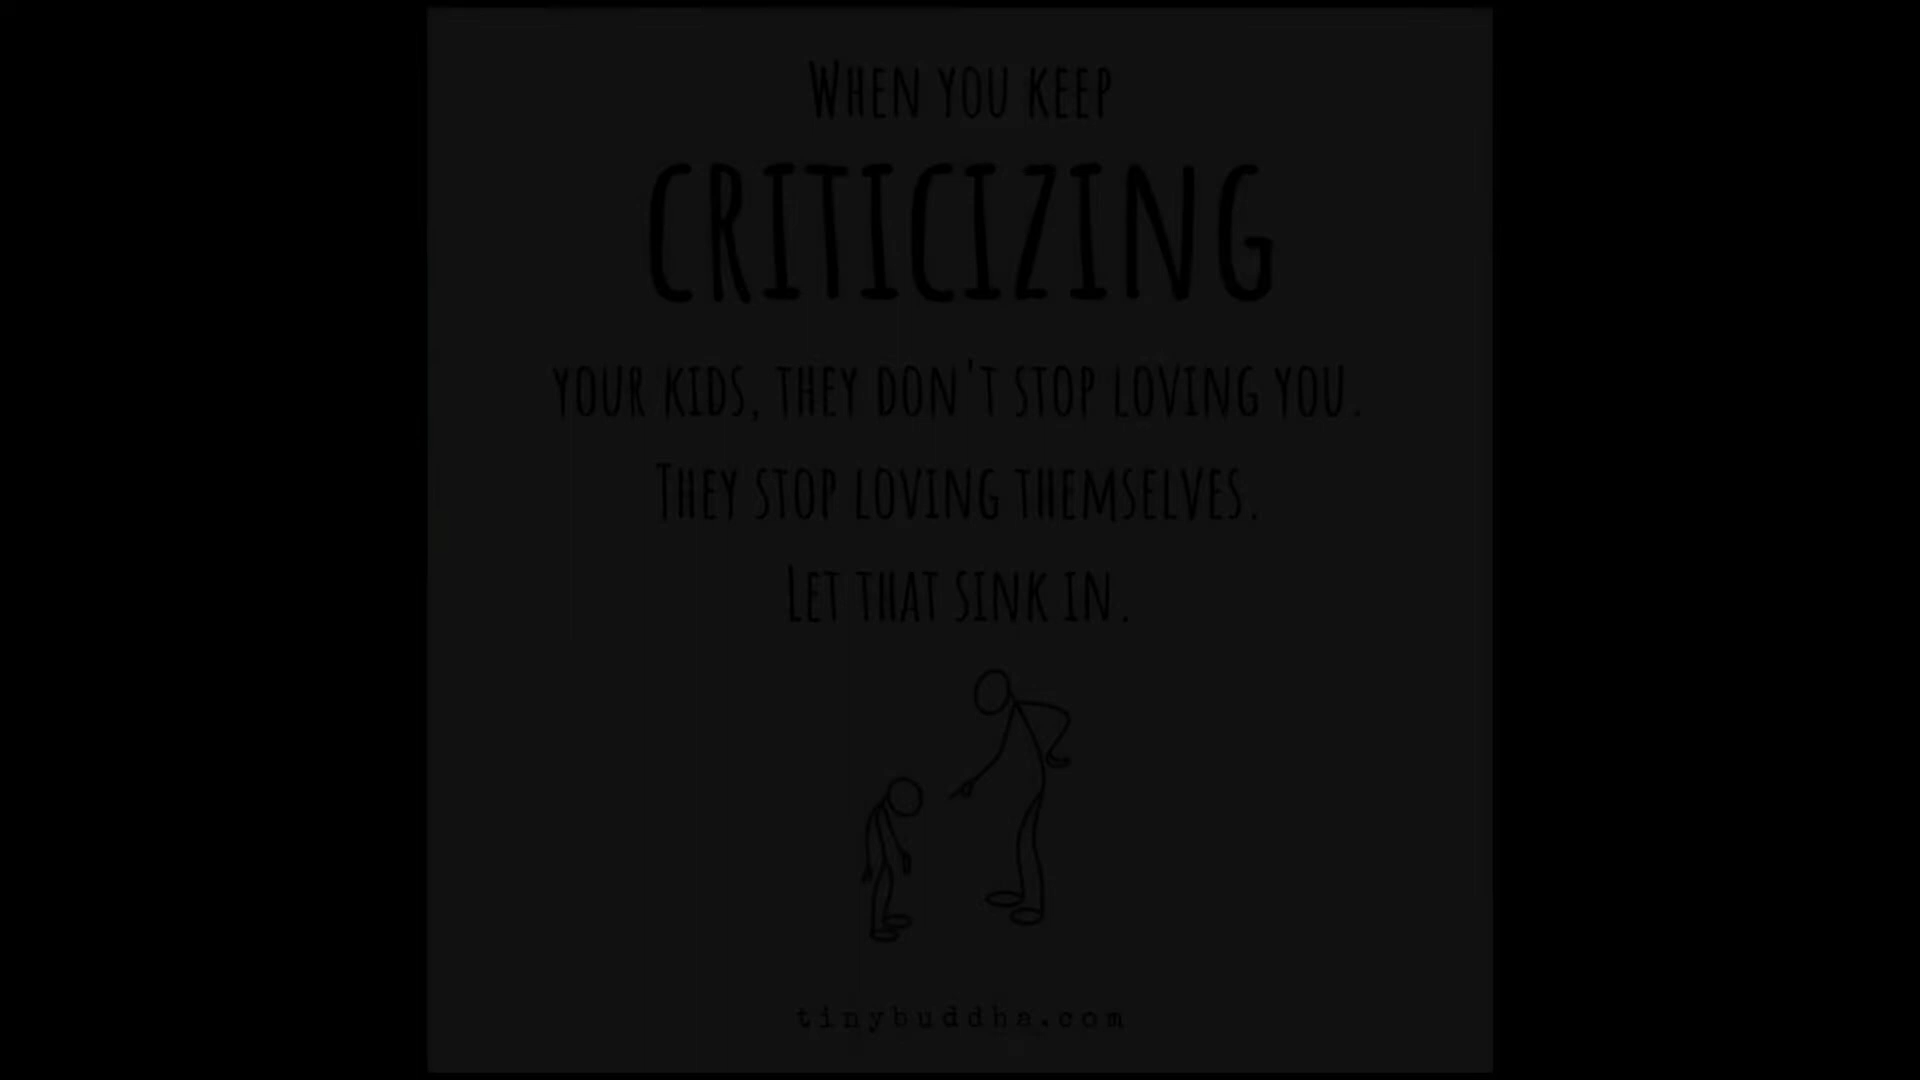 WHEN YOU KEEP
CRITICIZING
YOUR KIDS, THEY DON'T STOP LOVING YOU.
THEY STOP LOVING THEMSELVES.
LET THAT SINK IN.
tinybuddha.com